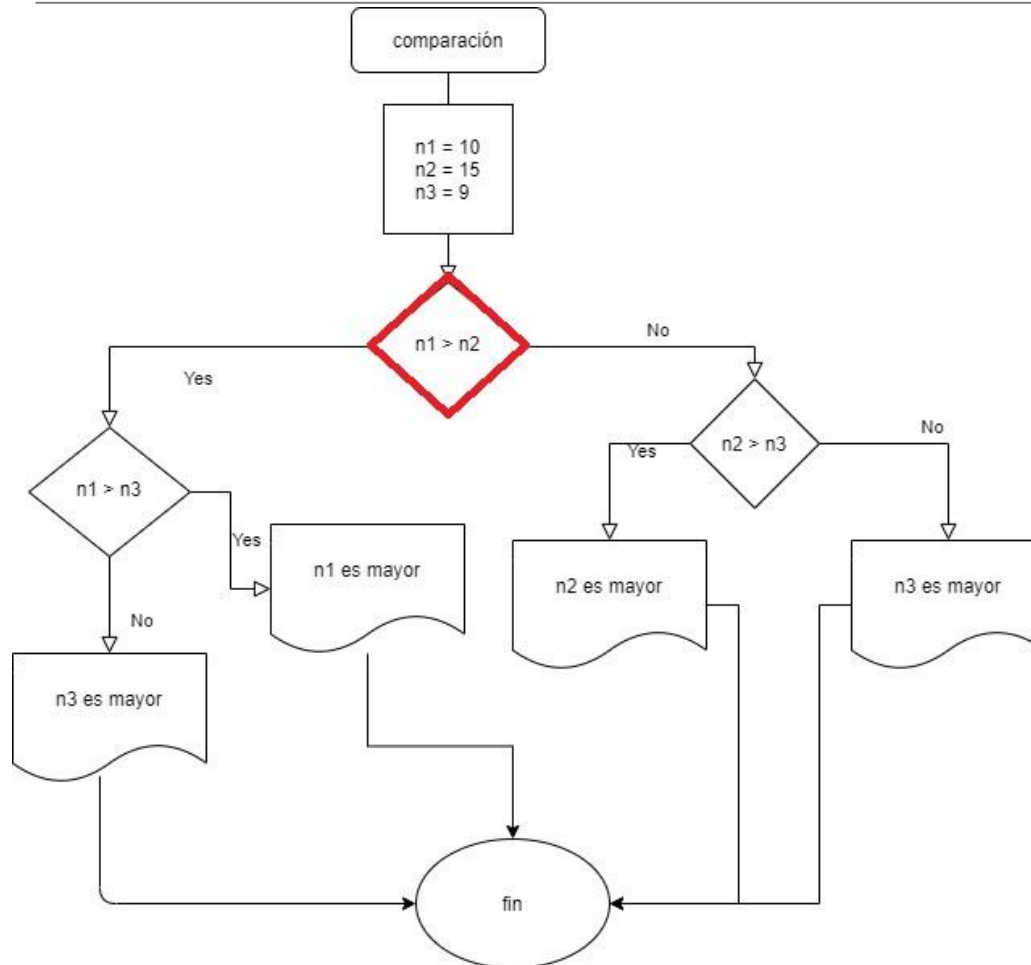 comparación
n1 = 10
n2 = 15
n3 = 9
n1 > n2
No
Yes
n2 > n3
No
Yes
n1 > n3
Yes
n1 es mayor
n2 es mayor
n3 es mayor
No
n3 es mayor
fin